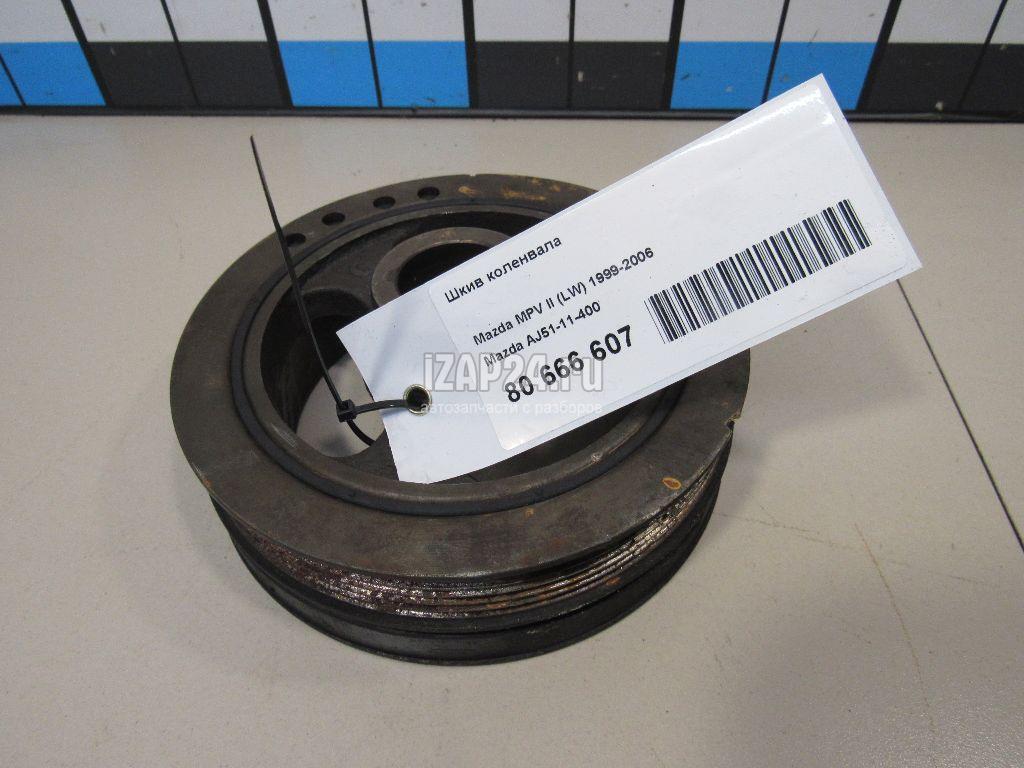 Шкив коленвала
Mazda MPV II (LW) 1999-2006
Mazda AJ51-11-400
80 666 607
iZAP24.ru
автозапчасти с разборов